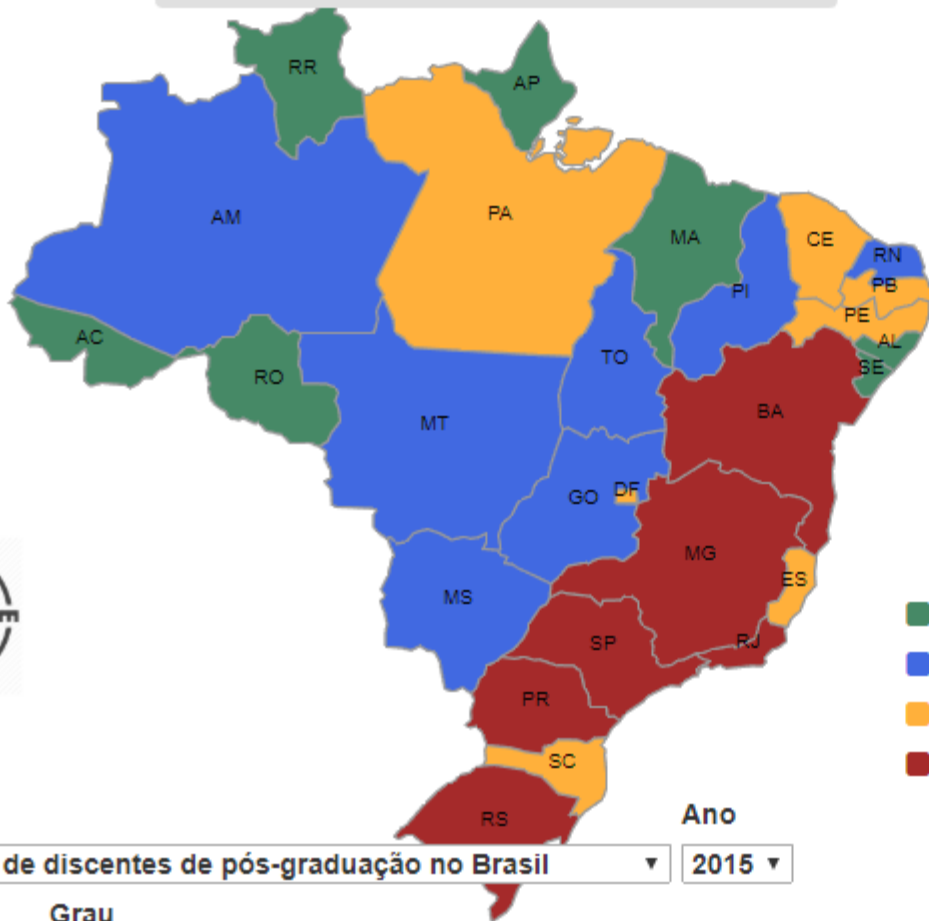 RR
AP
AM
PA
MA
CE
RN
PI
PB
PE
AC
AL
TO
SE
RO
BA
MT
GO
DF
MG
ES
MS
SP
RJ
PR
SC
RS
Ano
de discentes de pós-graduação no Brasil
2015
Grau